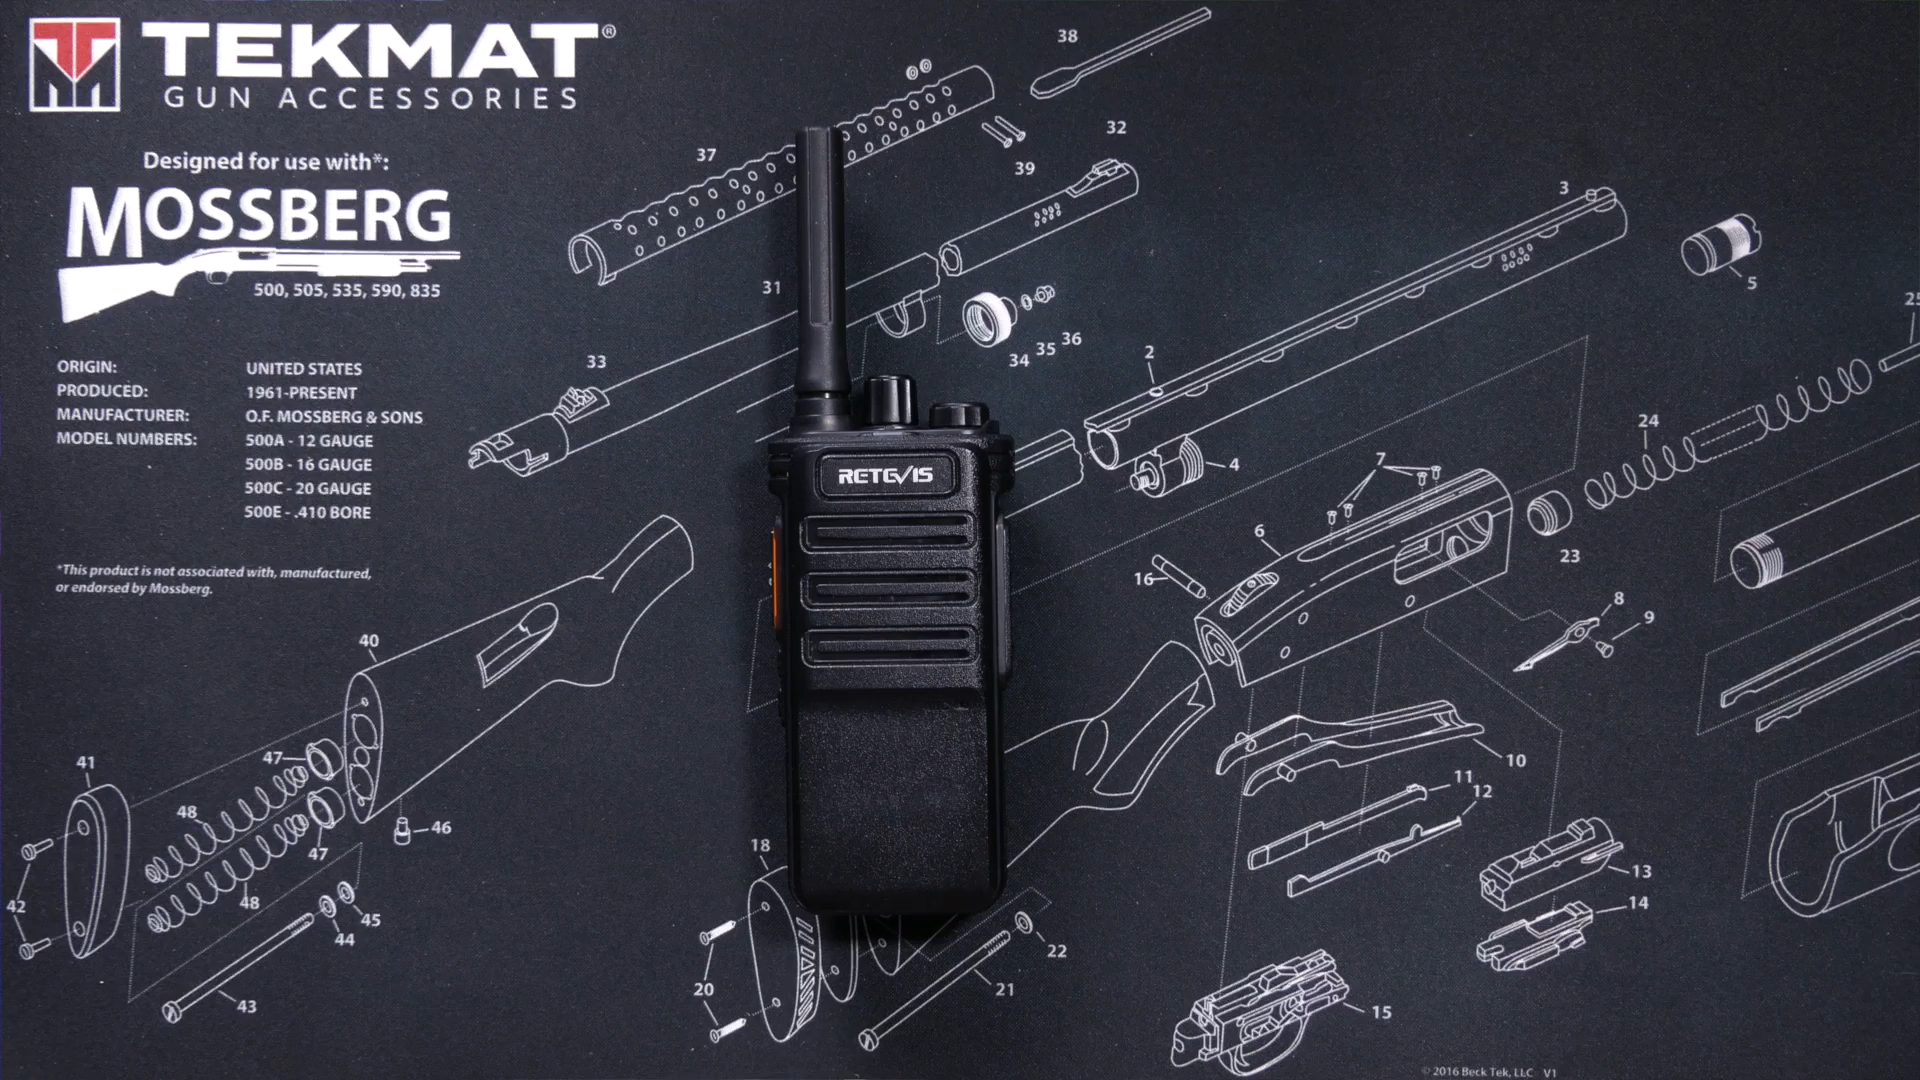 TEKMAT®
GUN ACCESSORIES
Designed for use with*:
MOSSBERG
500, 505, 535, 590, 835
ORIGIN: UNITED STATES
PRODUCED: 1961-PRESENT
MANUFACTURER: O.F. MOSSBERG & SONS
MODEL NUMBERS: 500A - 12 GAUGE
500B - 16 GAUGE
500C - 20 GAUGE
500E - .410 BORE
*This product is not associated with, manufactured,
or endorsed by Mossberg.
RETEVIS
38
37
32
39
3
5
31
25
34 35 36
2
33
24
4
7
6
23
16
8
9
40
10
41
47
11
12
48
46
47
18
13
42
48
45
14
44
22
20
21
43
15
© 2016 Beck Tek, LLC V1